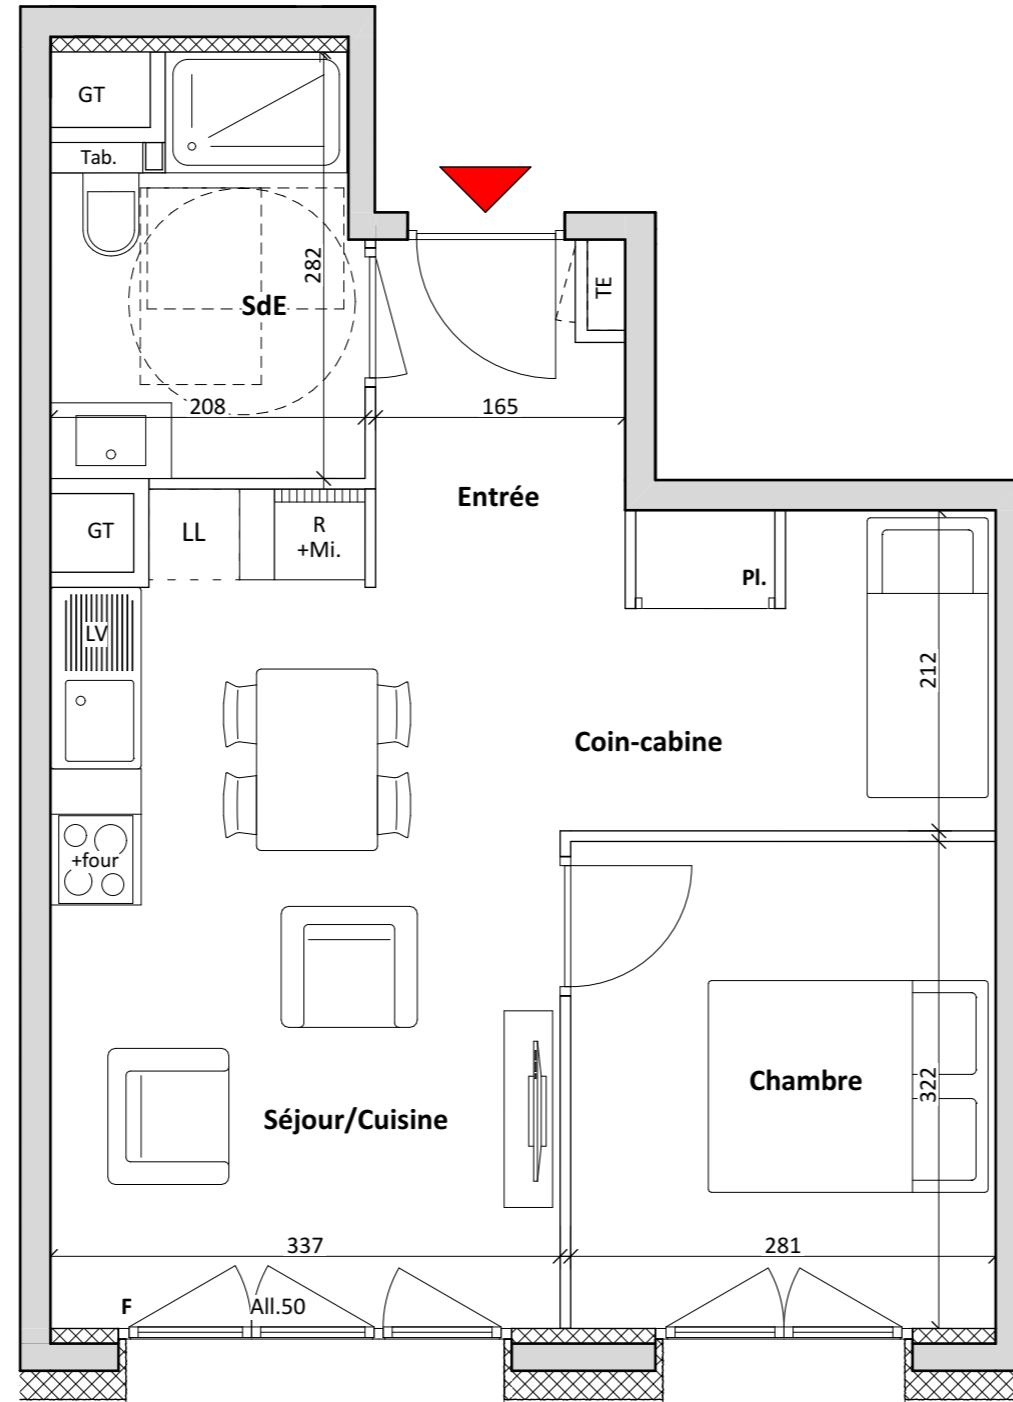 GT
Tab.
282
TE
SdE
208
165
Entrée
GT
LL
R
+Mi.
Pl.
LV
212
Coin-cabine
+four
Chambre
322
Séjour/Cuisine
337
281
F
All.50